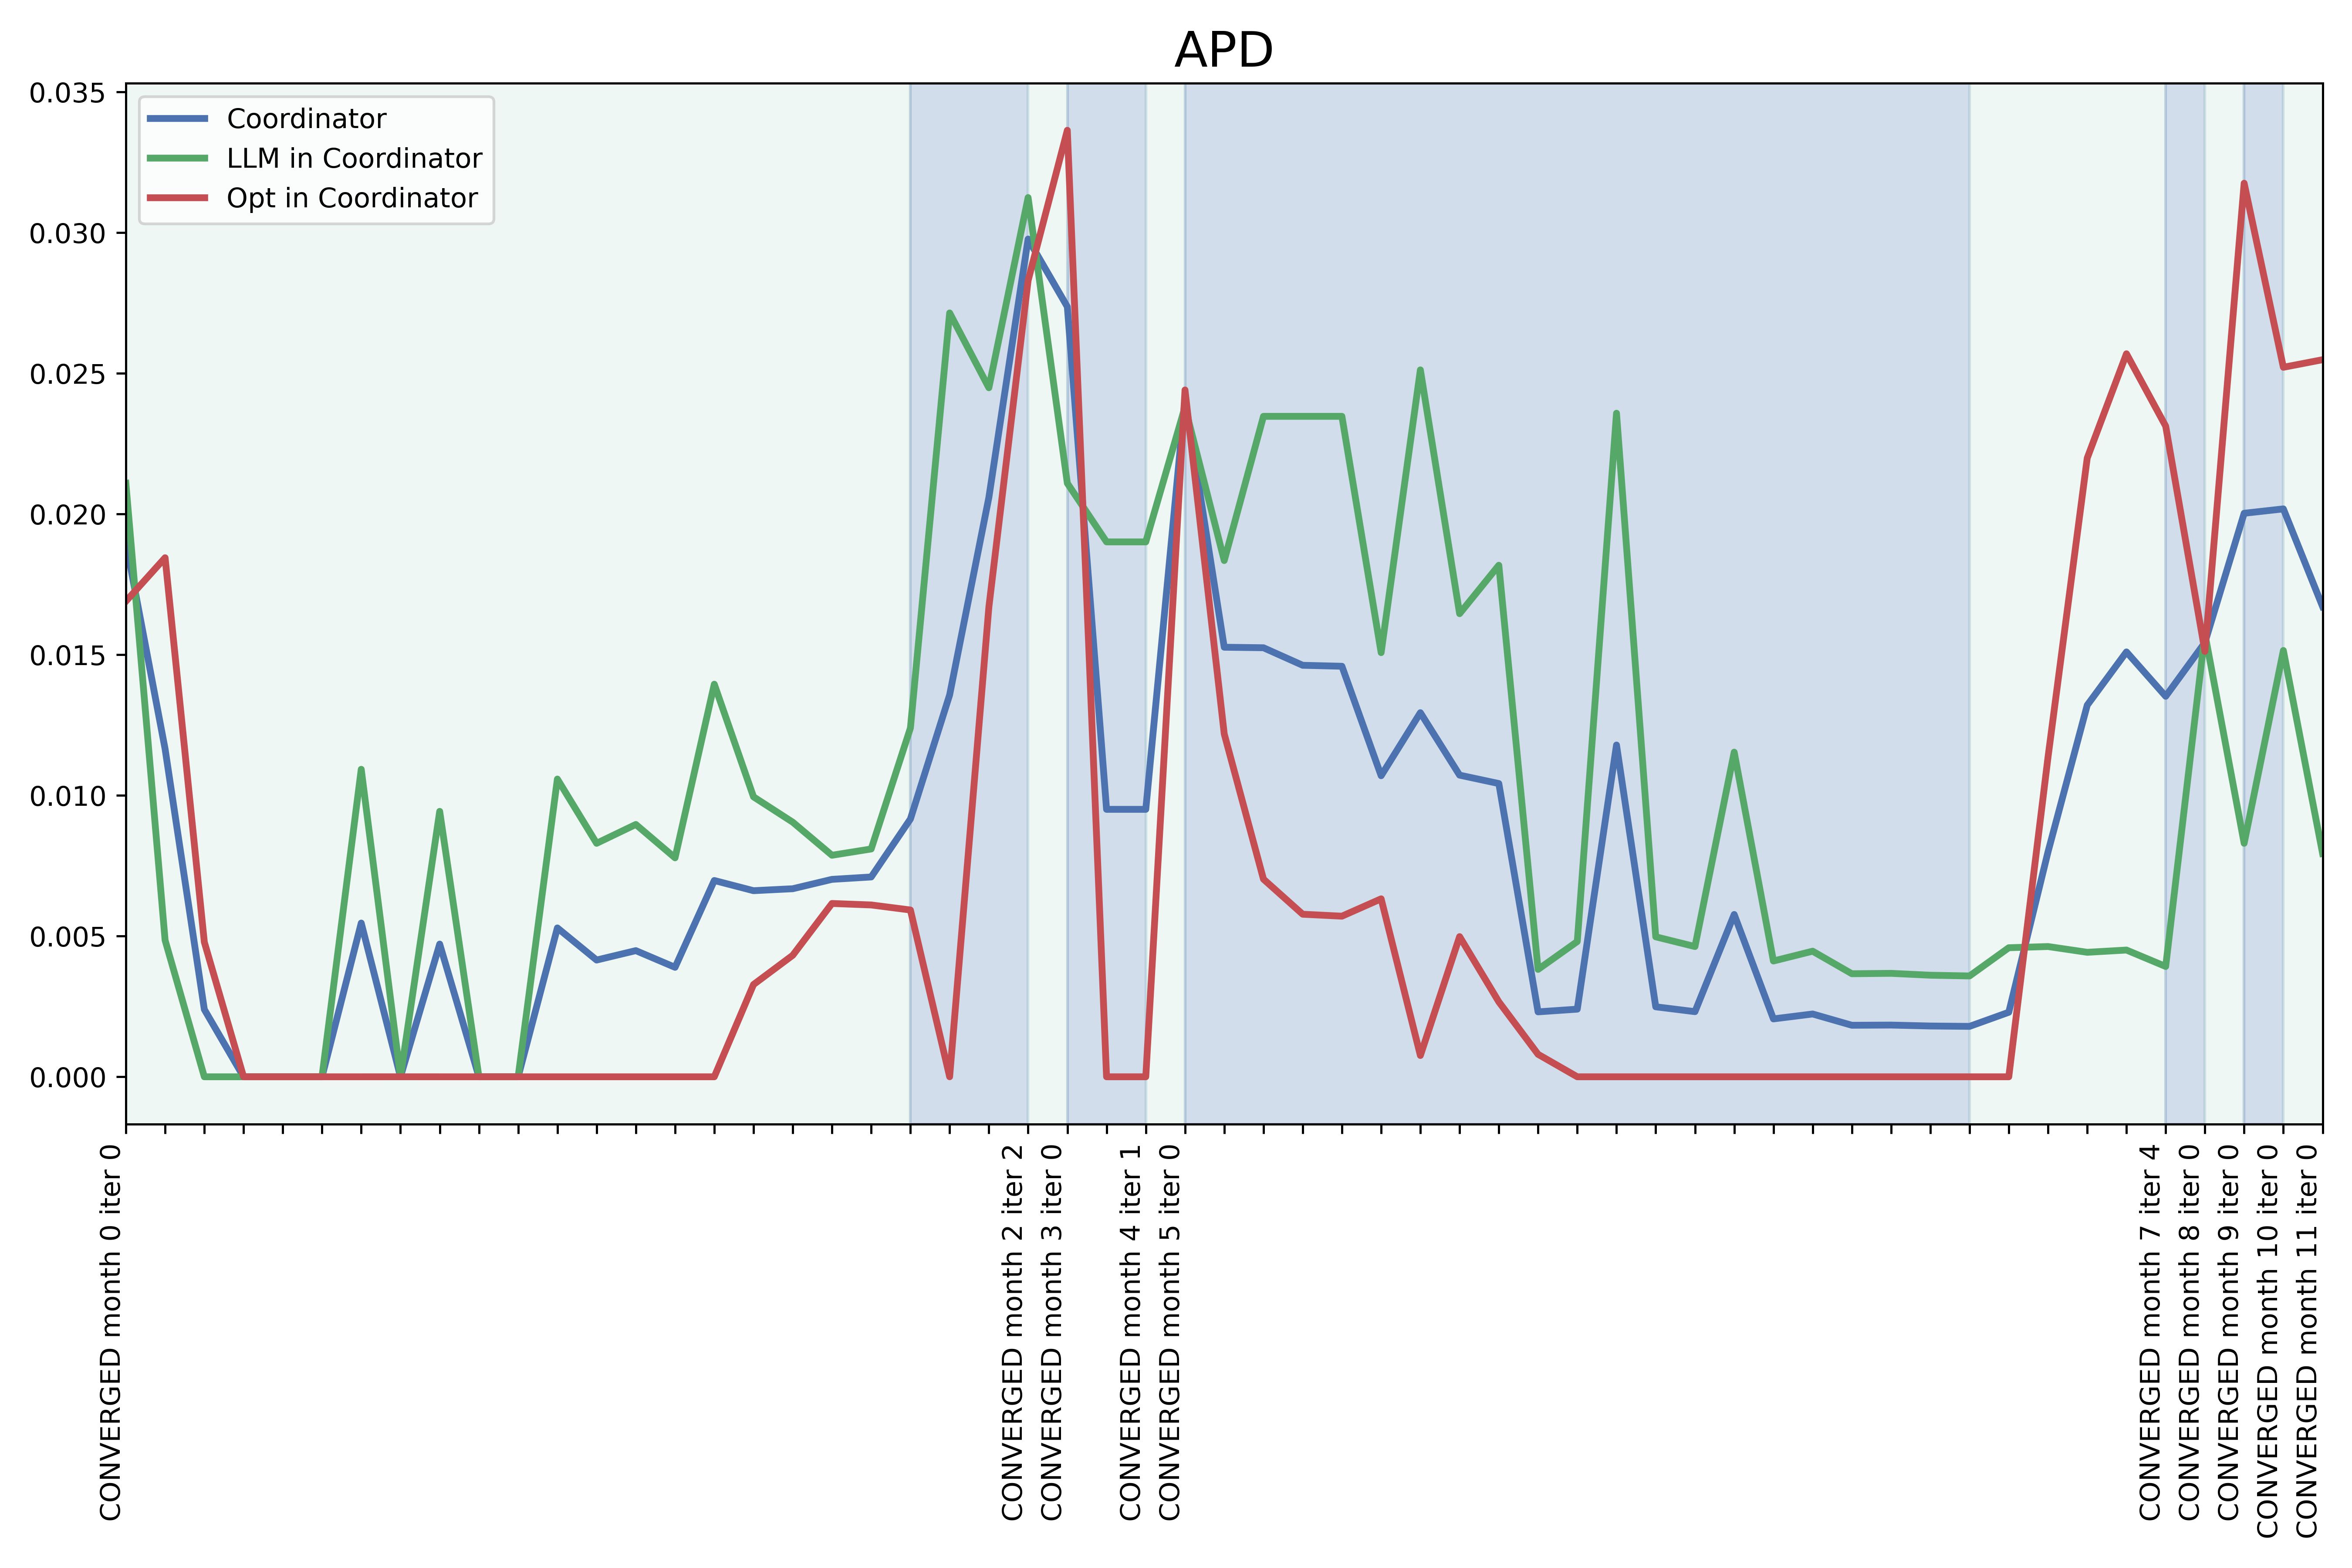 APD
0.035
0.030
0.025
0.020
0.015
0.010
0.005
0.000
Coordinator
LLM in Coordinator
Opt in Coordinator
CONVERGED month 0 iter 0
CONVERGED month 2 iter 2
CONVERGED month 3 iter 0
CONVERGED month 4 iter 1
CONVERGED month 5 iter 0
CONVERGED month 7 iter 4
CONVERGED month 8 iter 0
CONVERGED month 9 iter 0
CONVERGED month 10 iter 0
CONVERGED month 11 iter 0